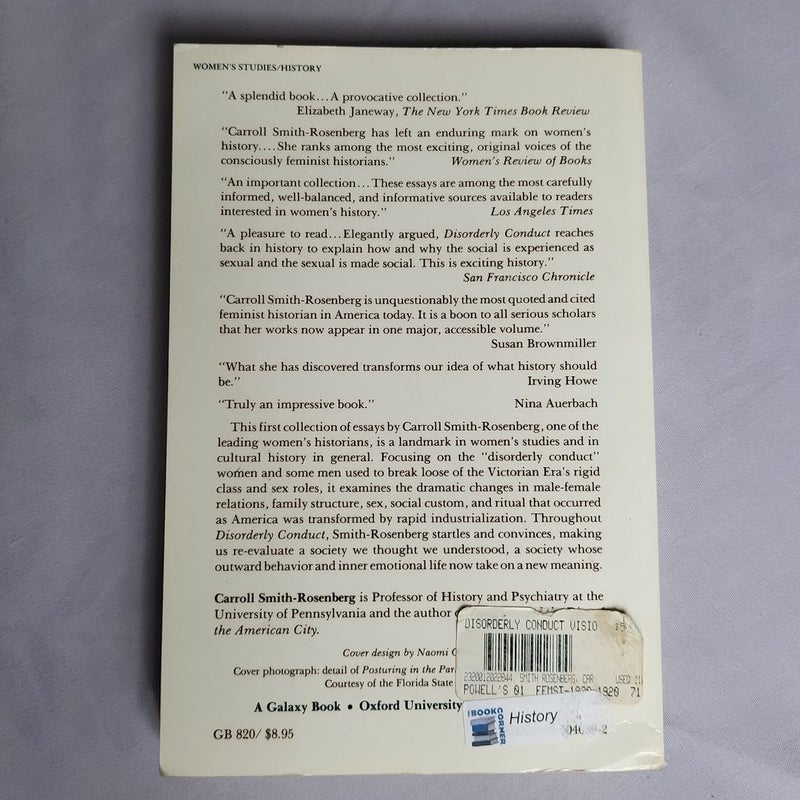 WOMEN'S STUDIES/HISTORY
"A splendid book...A provocative collection."
Elizabeth Janeway, The New York Times Book Review
"Carroll Smith-Rosenberg has left an enduring mark on women's
history....She ranks among the most exciting, original voices of the
consciously feminist historians." Women's Review of Books
"An important collection...These essays are among the most carefully
informed, well-balanced, and informative sources available to readers
interested in women's history." Los Angeles Times
"A pleasure to read...Elegantly argued, Disorderly Conduct reaches
back in history to explain how and why the social is experienced as
sexual and the sexual is made social. This is exciting history."
San Francisco Chronicle
"Carroll Smith-Rosenberg is unquestionably the most quoted and cited
feminist historian in America today. It is a boon to all serious scholars
that her works now appear in one major, accessible volume."
Susan Brownmiller
"What she has discovered transforms our idea of what history should
be." Irving Howe
"Truly an impressive book." Nina Auerbach
This first collection of essays by Carroll Smith-Rosenberg, one of the
leading women's historians, is a landmark in women's studies and in
cultural history in general. Focusing on the "disorderly conduct"
women and some men used to break loose of the Victorian Era's rigid
class and sex roles, it examines the dramatic changes in male-female
relations, family structure, sex, social custom, and ritual that occurred
as America was transformed by rapid industrialization. Throughout
Disorderly Conduct, Smith-Rosenberg startles and convinces, making
us re-evaluate a society we thought we understood, a society whose
outward behavior and inner emotional life now take on a new meaning.
Carroll Smith-Rosenberg is Professor of History and Psychiatry at the
University of Pennsylvania and the author
the American City.
Cover design by Naomi
Cover photograph: detail of Posturing in the
Courtesy of the Florida State
A Galaxy Book • Oxford University
GB 820/ $8.95
DISORDERLY CONDUCT VISIO
SMITH ROSENBERG, CAR USED
POWELL'S 01
BOOK CORNER
History